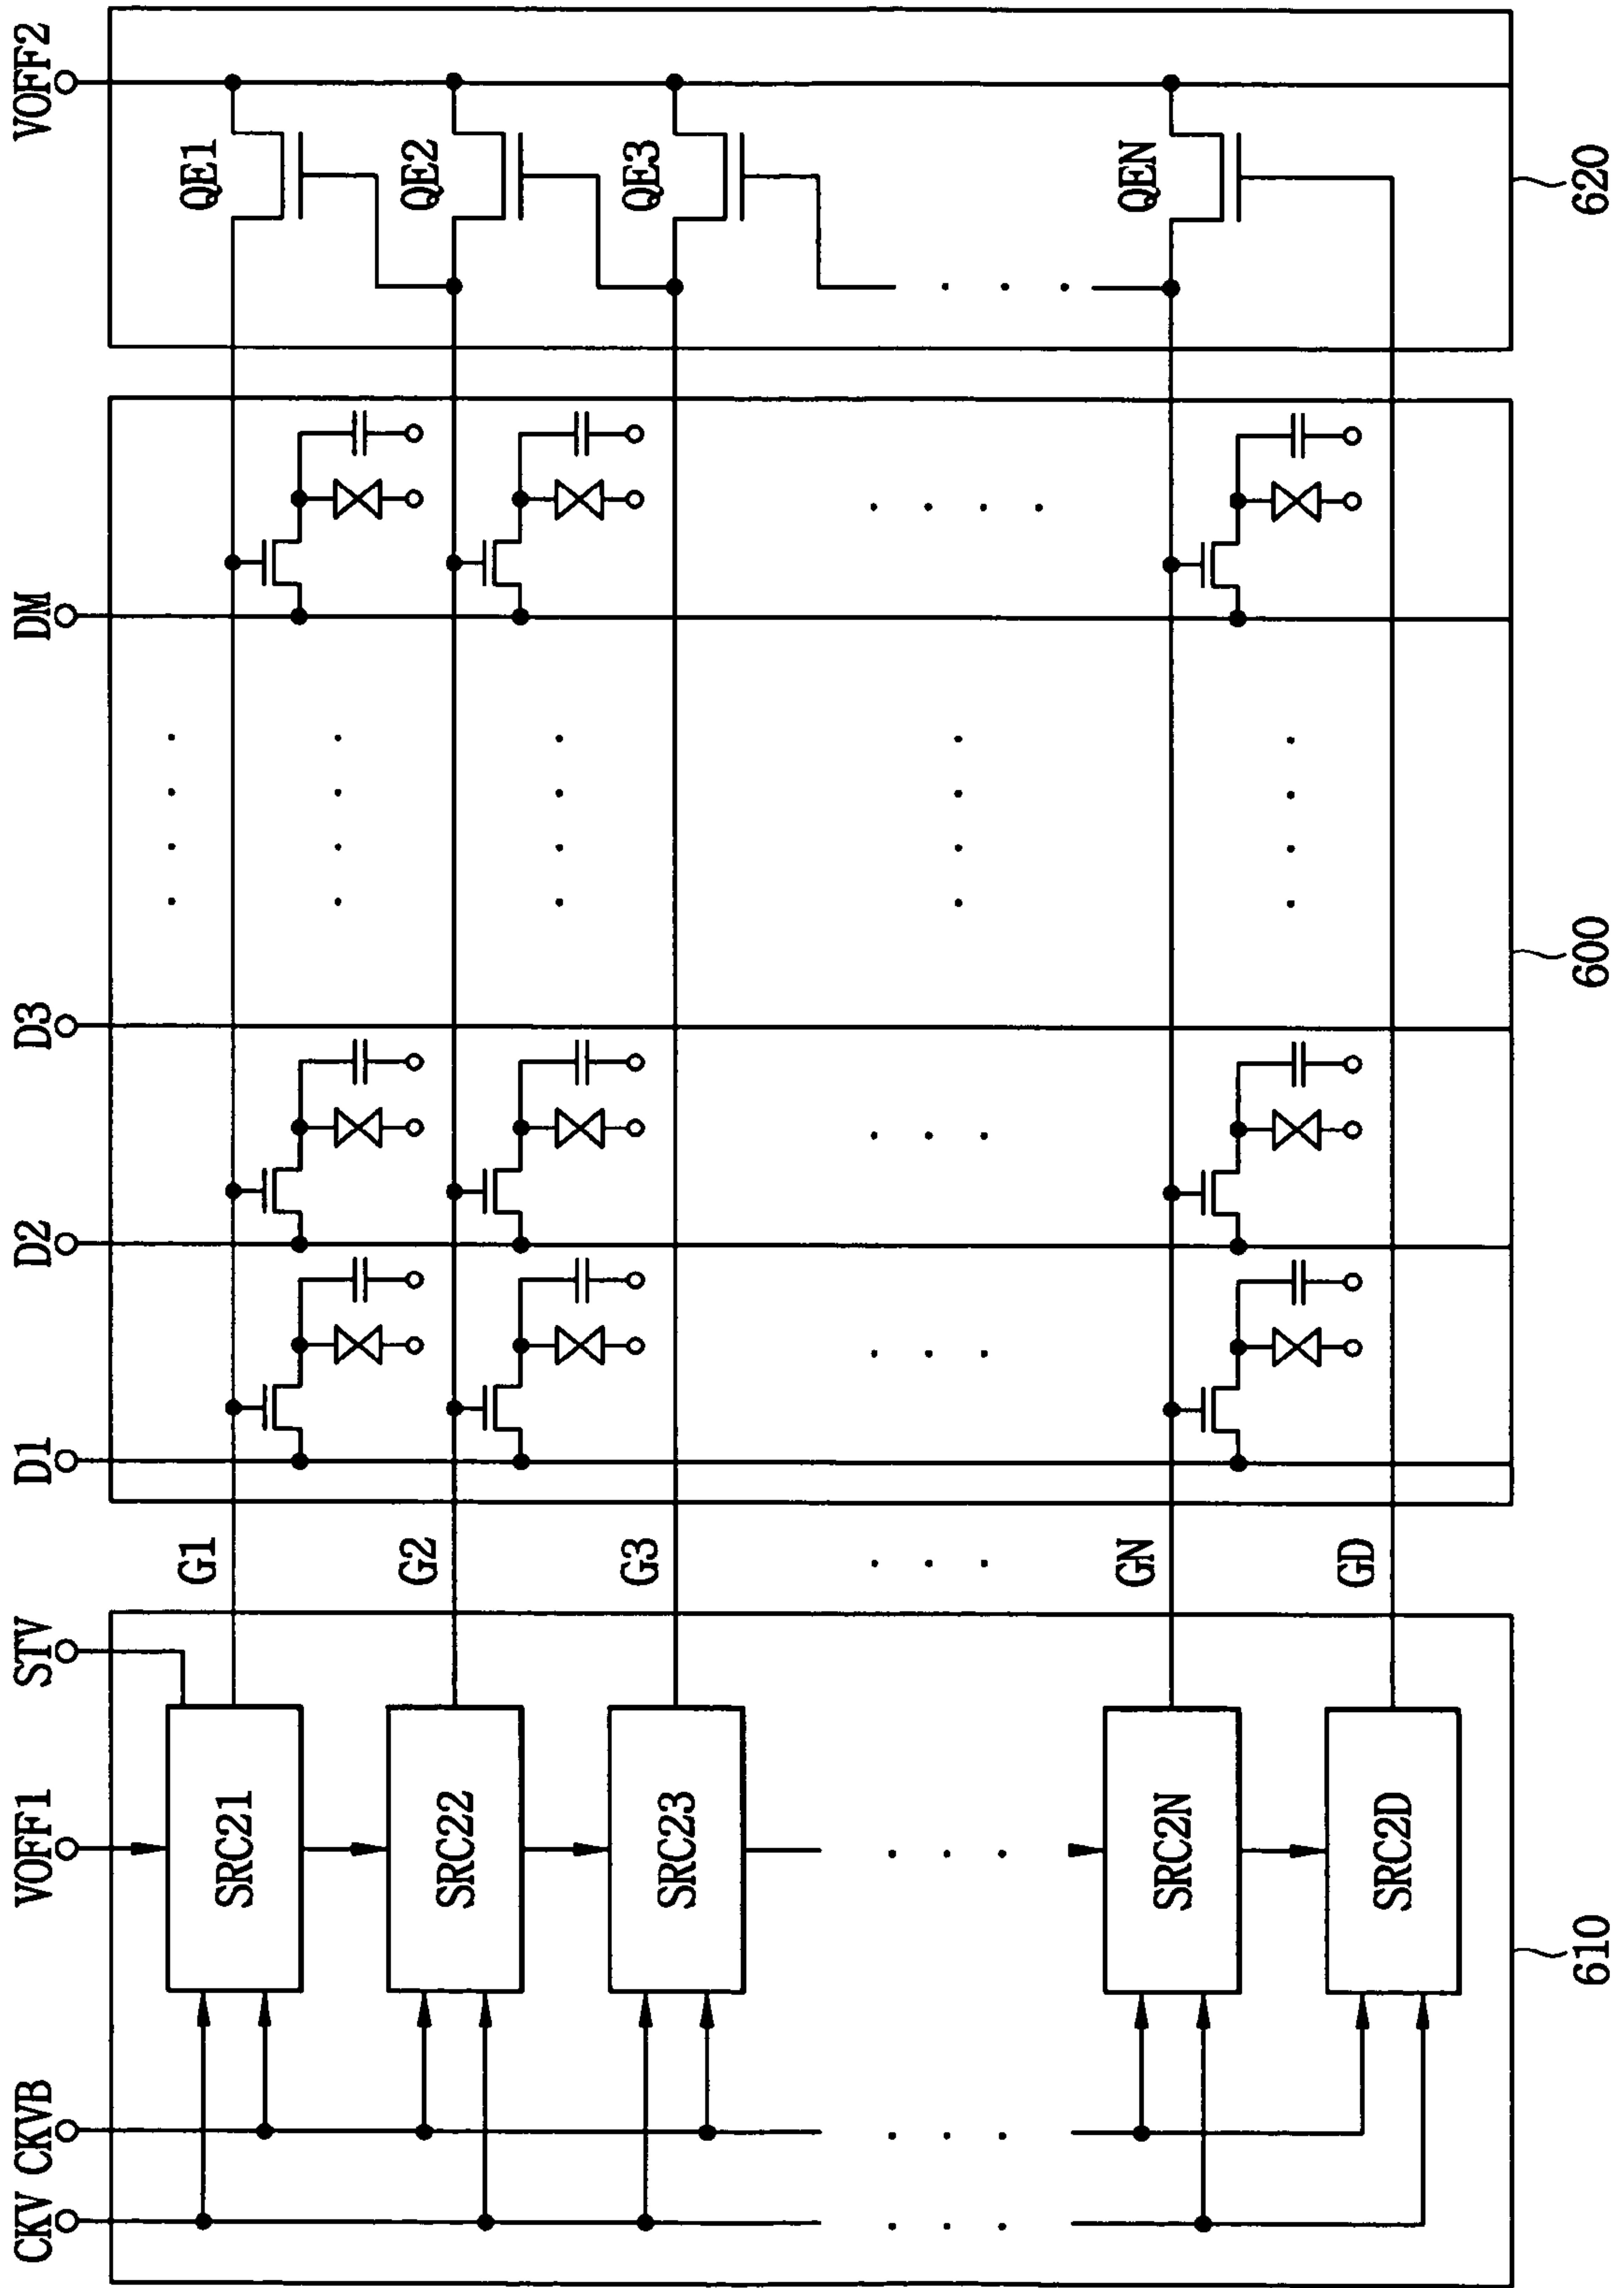 CKV CKVB VOFF1 STV D1 D2 D3 DM VOFF2
SRC21 G1 QE1
SRC22 G2 QE2
SRC23 G3 QE3
SRC2N GN QEN
SRC2D GD
610 600 620